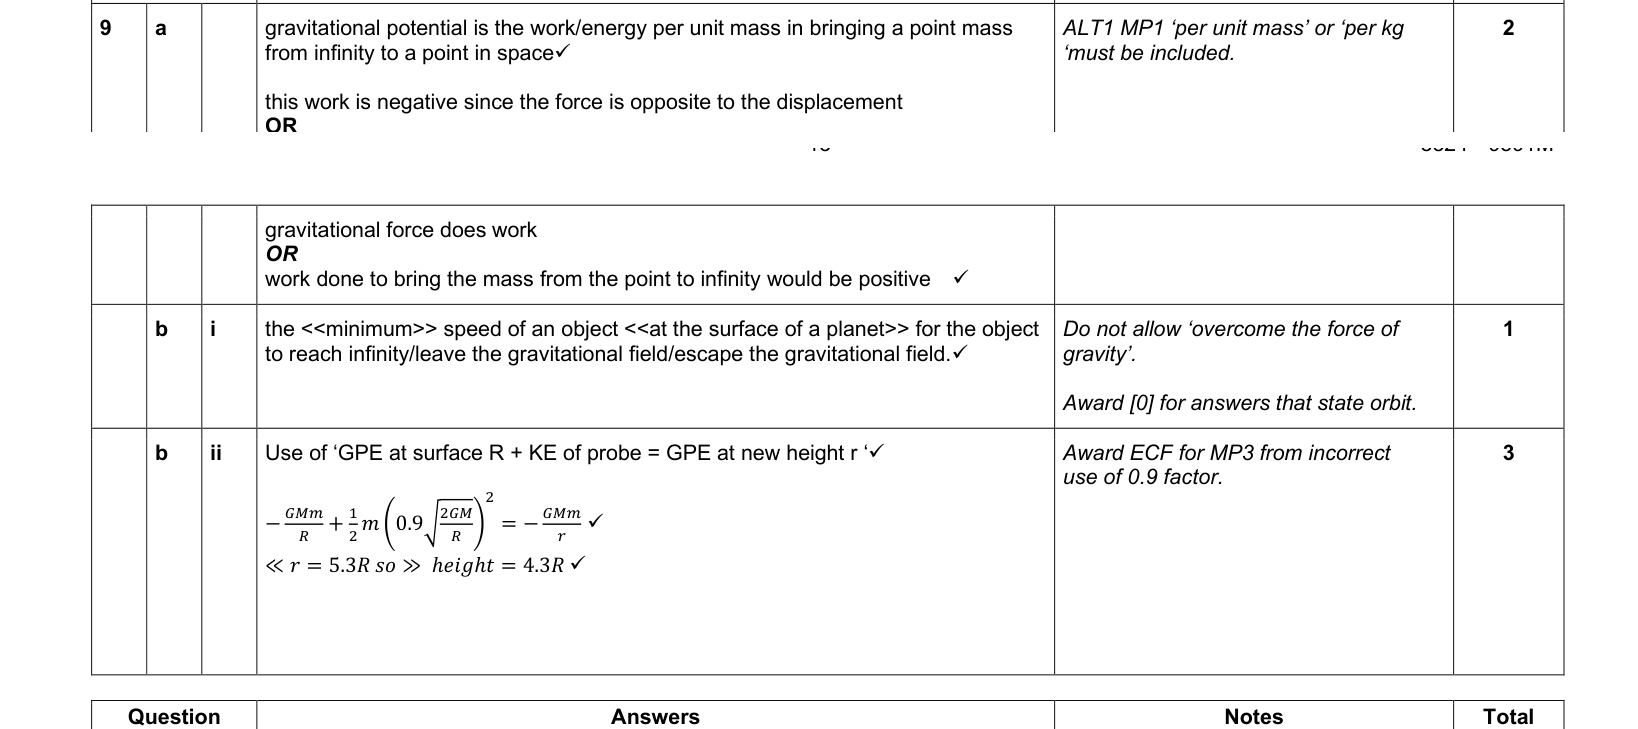 9 a gravitational potential is the work/energy per unit mass in bringing a point mass ALT1 MP1 ‘per unit mass’ or ‘per kg 2
from infinity to a point in space✓ ‘must be included.
this work is negative since the force is opposite to the displacement
OR
gravitational force does work
OR
work done to bring the mass from the point to infinity would be positive ✓
b i the <<minimum>> speed of an object <<at the surface of a planet>> for the object Do not allow ‘overcome the force of 1
to reach infinity/leave the gravitational field/escape the gravitational field.✓ gravity’.
Award [0] for answers that state orbit.
b ii Use of ‘GPE at surface R + KE of probe = GPE at new height r ‘✓ Award ECF for MP3 from incorrect 3
use of 0.9 factor.
−GMm/R + 1/2 m(0.9√(2GM/R))² = −GMm/r ✓
≪ r = 5.3R so ≫ height = 4.3R ✓
Question Answers Notes Total